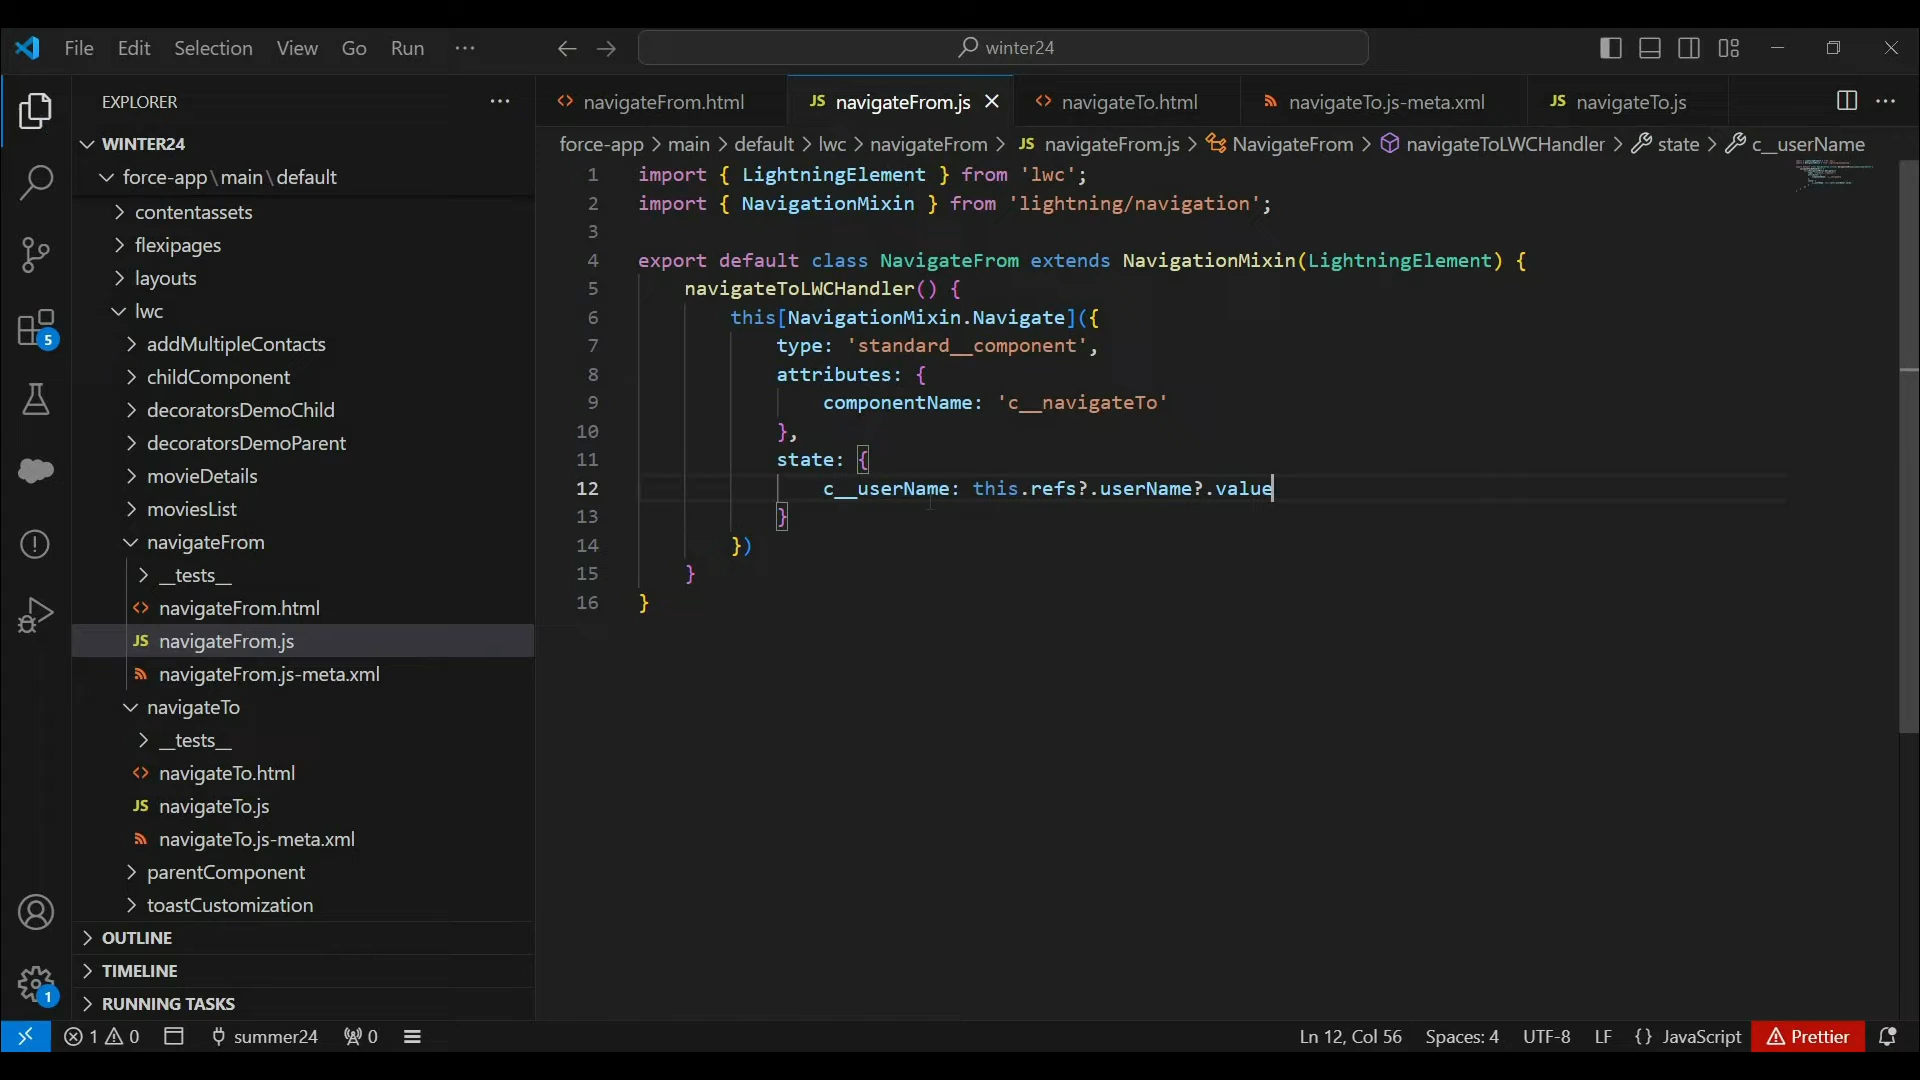 File Edit Selection View Go Run ··· winter24
EXPLORER ···
WINTER24
force-app\main\default
contentassets
flexipages
layouts
lwc
addMultipleContacts
childComponent
decoratorsDemoChild
decoratorsDemoParent
movieDetails
moviesList
navigateFrom
__tests__
navigateFrom.html
navigateFrom.js
navigateFrom.js-meta.xml
navigateTo
__tests__
navigateTo.html
navigateTo.js
navigateTo.js-meta.xml
parentComponent
toastCustomization
OUTLINE
TIMELINE
RUNNING TASKS
5
1
navigateFrom.html JS navigateFrom.js navigateTo.html navigateTo.js-meta.xml JS navigateTo.js ···
force-app > main > default > lwc > navigateFrom > JS navigateFrom.js > NavigateFrom > navigateToLWCHandler > state > c__userName
1 import { LightningElement } from 'lwc';
2 import { NavigationMixin } from 'lightning/navigation';
3
4 export default class NavigateFrom extends NavigationMixin(LightningElement) {
5 navigateToLWCHandler() {
6 this[NavigationMixin.Navigate]({
7 type: 'standard__component',
8 attributes: {
9 componentName: 'c__navigateTo'
10 },
11 state: {
12 c__userName: this.refs?.userName?.value
13 }
14 })
15 }
16 }
1 0 summer24 0 Ln 12, Col 56 Spaces: 4 UTF-8 LF {} JavaScript Prettier